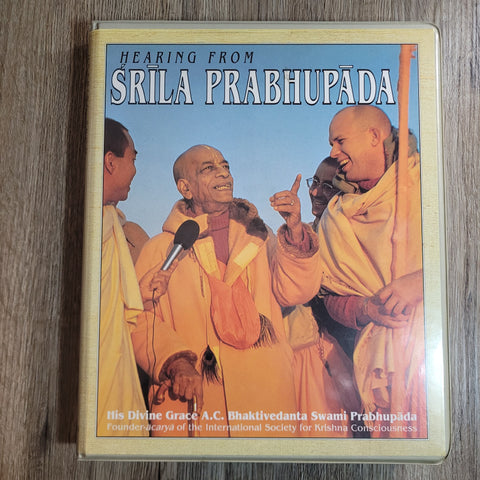 HEARING FROM
ŚRĪLA PRABHUPĀDA
His Divine Grace A.C. Bhaktivedanta Swami Prabhupāda
Founder-ācārya of the International Society for Krishna Consciousness